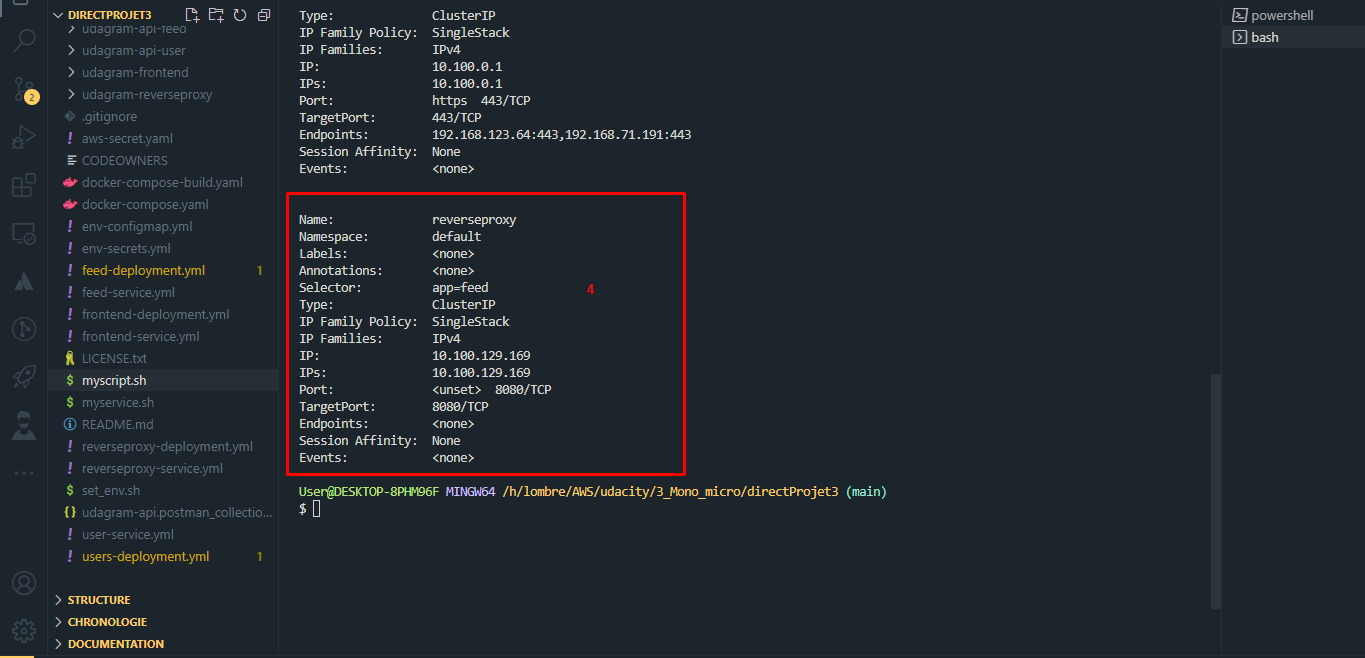 DIRECTPROJET3
udagram-api-feed
udagram-api-user
udagram-frontend
udagram-reverseproxy
.gitignore
aws-secret.yaml
CODEOWNERS
docker-compose-build.yaml
docker-compose.yaml
env-configmap.yml
env-secrets.yml
feed-deployment.yml 1
feed-service.yml
frontend-deployment.yml
frontend-service.yml
LICENSE.txt
myscript.sh
myservice.sh
README.md
reverseproxy-deployment.yml
reverseproxy-service.yml
set_env.sh
udagram-api.postman_collectio...
user-service.yml
users-deployment.yml 1
STRUCTURE
CHRONOLOGIE
DOCUMENTATION
2
Type: ClusterIP
IP Family Policy: SingleStack
IP Families: IPv4
IP: 10.100.0.1
IPs: 10.100.0.1
Port: https 443/TCP
TargetPort: 443/TCP
Endpoints: 192.168.123.64:443,192.168.71.191:443
Session Affinity: None
Events: <none>
Name: reverseproxy
Namespace: default
Labels: <none>
Annotations: <none>
Selector: app=feed
4
Type: ClusterIP
IP Family Policy: SingleStack
IP Families: IPv4
IP: 10.100.129.169
IPs: 10.100.129.169
Port: <unset> 8080/TCP
TargetPort: 8080/TCP
Endpoints: <none>
Session Affinity: None
Events: <none>
User@DESKTOP-8PHM96F MINGW64 /h/lombre/AWS/udacity/3_Mono_micro/directProjet3 (main)
$
powershell
bash